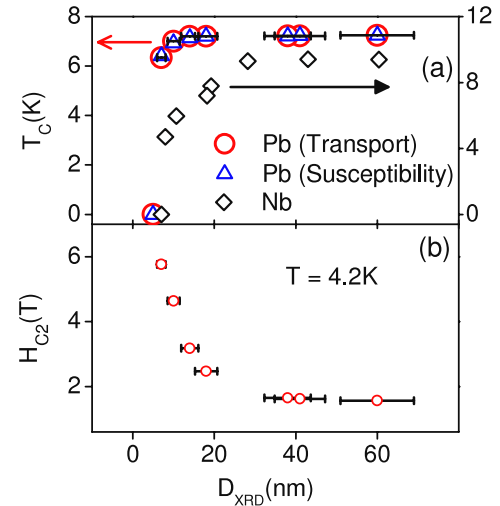 8 12
6 (a) 8
4 Pb (Transport) 4
2 Pb (Susceptibility)
0 Nb 0
T_C(K)
(b)
6 T = 4.2K
4
2
H_C2(T)
0 20 40 60
D_XRD(nm)